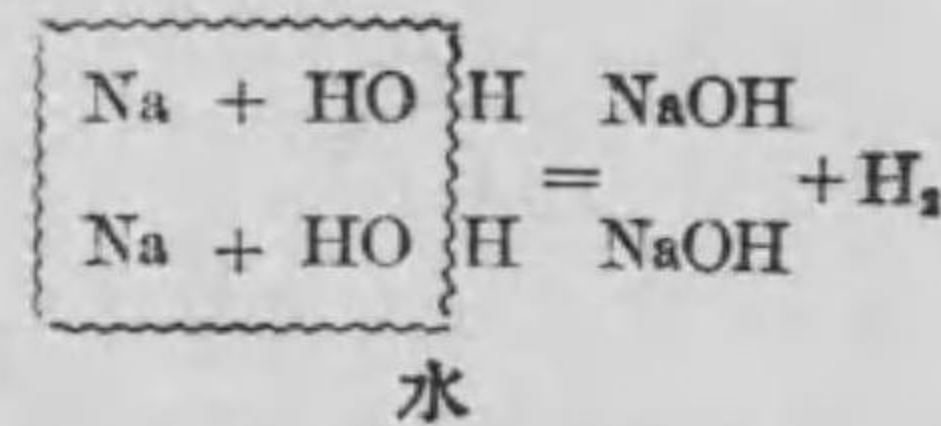 Na + HO H NaOH
= + H₂
Na + HO H NaOH
水